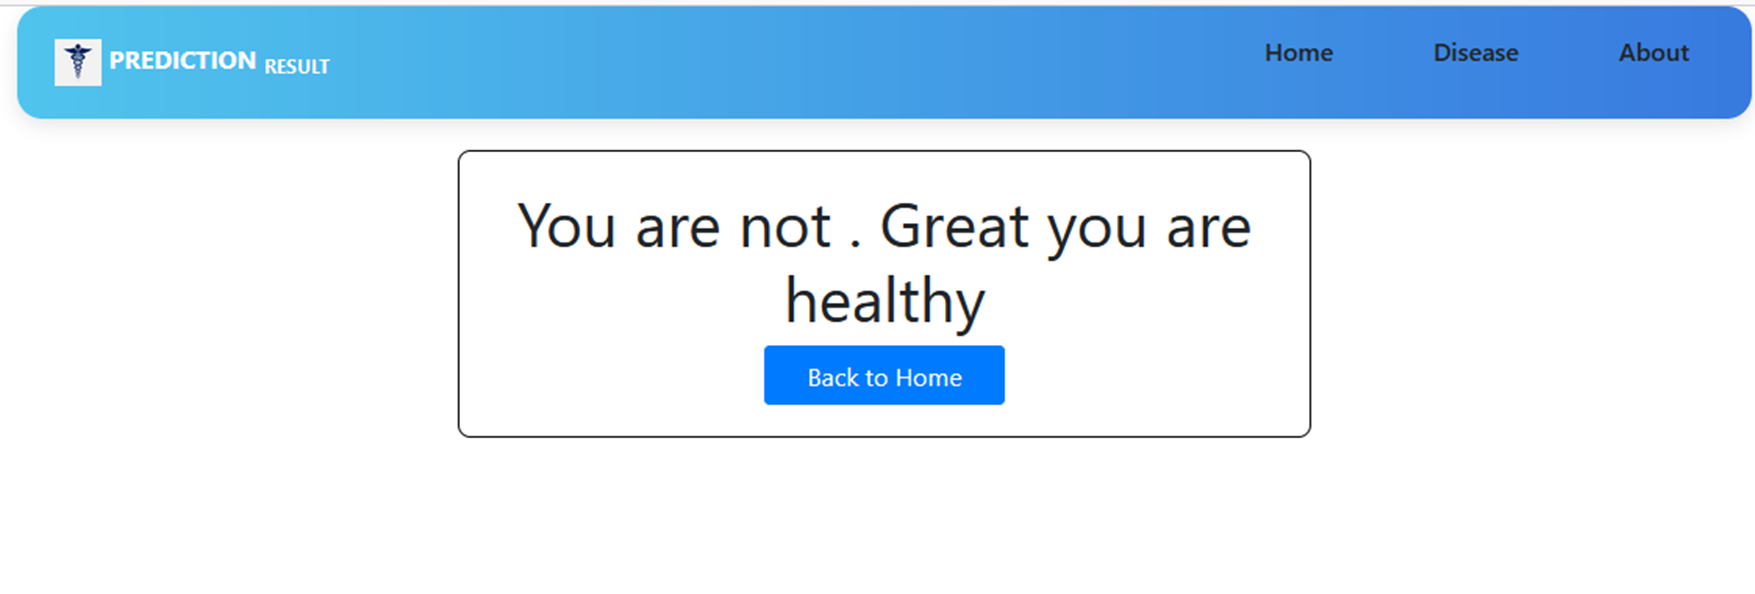 PREDICTION RESULT
Home Disease About
You are not . Great you are
healthy
Back to Home